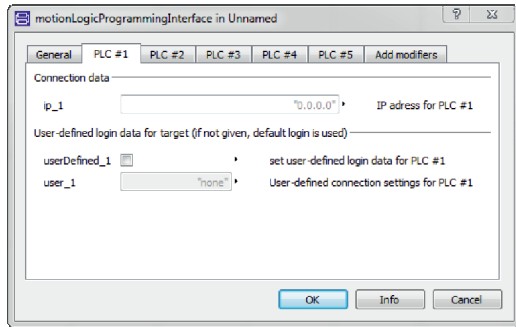 motionLogicProgrammingInterface in Unnamed
General PLC #1 PLC #2 PLC #3 PLC #4 PLC #5 Add modifiers
Connection data
ip_1 "0.0.0.0" IP adress for PLC #1
User-defined login data for target (if not given, default login is used)
userDefined_1 set user-defined login data for PLC #1
user_1 "none" User-defined connection settings for PLC #1
OK Info Cancel